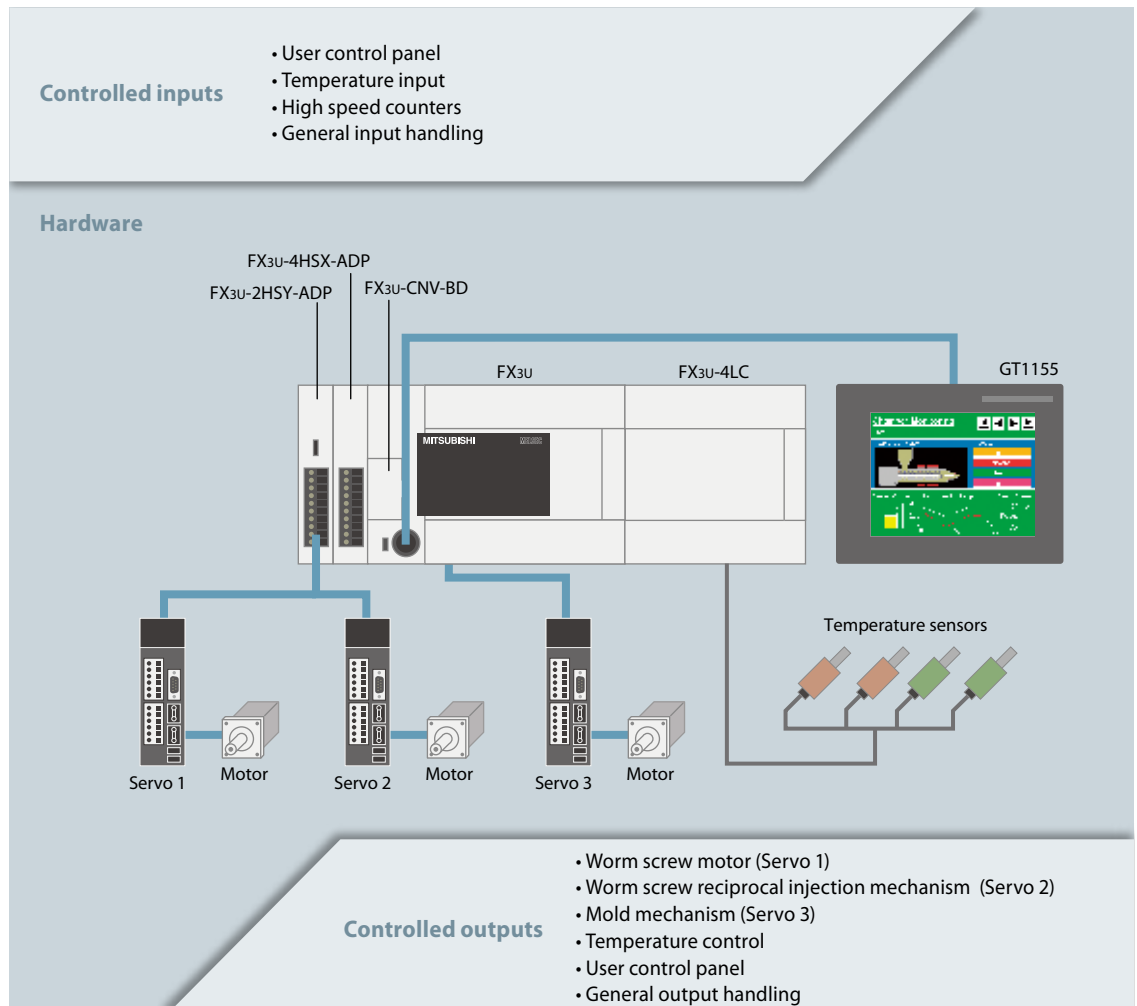 Controlled inputs
• User control panel
• Temperature input
• High speed counters
• General input handling
Hardware
FX3U-4HSX-ADP
FX3U-2HSY-ADP
FX3U-CNV-BD
FX3U
FX3U-4LC
GT1155
MITSUBISHI
Temperature sensors
Servo 1
Motor
Servo 2
Motor
Servo 3
Motor
Controlled outputs
• Worm screw motor (Servo 1)
• Worm screw reciprocal injection mechanism (Servo 2)
• Mold mechanism (Servo 3)
• Temperature control
• User control panel
• General output handling